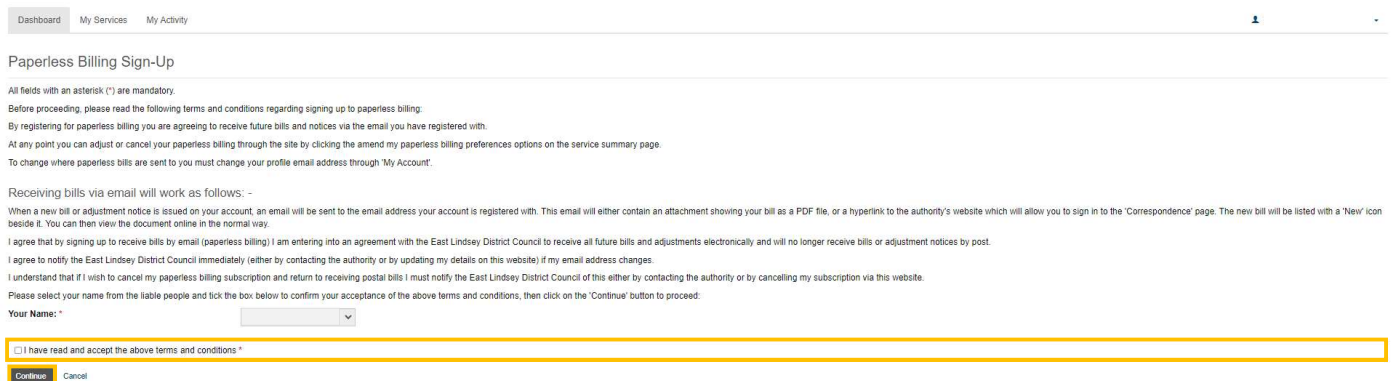 Dashboard My Services My Activity
Paperless Billing Sign-Up
All fields with an asterisk (*) are mandatory.
Before proceeding, please read the following terms and conditions regarding signing up to paperless billing:
By registering for paperless billing you are agreeing to receive future bills and notices via the email you have registered with.
At any point you can adjust or cancel your paperless billing through the site by clicking the amend my paperless billing preferences options on the service summary page.
To change where paperless bills are sent to you must change your profile email address through 'My Account'.
Receiving bills via email will work as follows: -
When a new bill or adjustment notice is issued on your account, an email will be sent to the email address your account is registered with. This email will either contain an attachment showing your bill as a PDF file, or a hyperlink to the authority's website which will allow you to sign in to the 'Correspondence' page. The new bill will be listed with a 'New' icon
beside it. You can then view the document online in the normal way.
I agree that by signing up to receive bills by email (paperless billing) I am entering into an agreement with the East Lindsey District Council to receive all future bills and adjustments electronically and will no longer receive bills or adjustment notices by post.
I agree to notify the East Lindsey District Council immediately (either by contacting the authority or by updating my details on this website) if my email address changes.
I understand that if I wish to cancel my paperless billing subscription and return to receiving postal bills I must notify the East Lindsey District Council of this either by contacting the authority or by cancelling my subscription via this website.
Please select your name from the liable people and tick the box below to confirm your acceptance of the above terms and conditions, then click on the 'Continue' button to proceed:
Your Name: *
I have read and accept the above terms and conditions *
Continue Cancel